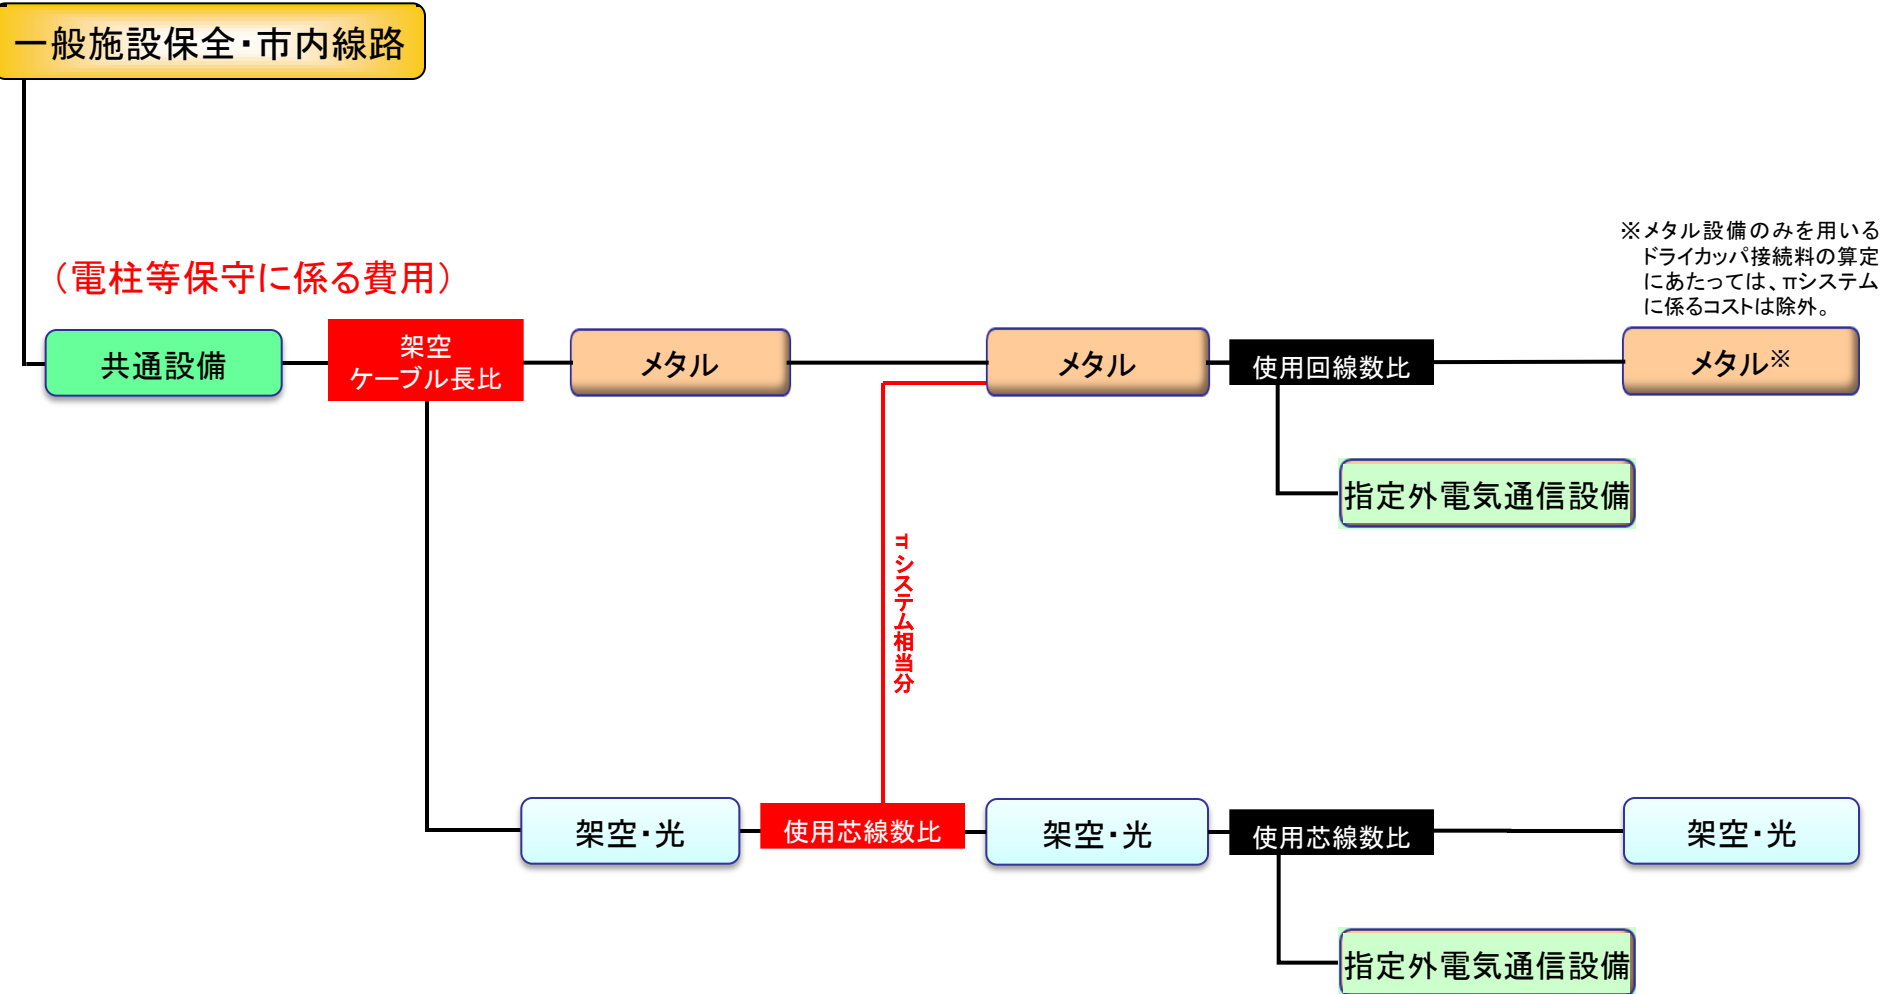 一般施設保全・市内線路
※メタル設備のみを用いる
ドライカッパ接続料の算定
にあたっては、πシステム
に係るコストは除外。
（電柱等保守に係る費用）
共通設備
架空
ケーブル長比
メタル
メタル
使用回線数比
メタル※
指定外電気通信設備
πシステム相当分
架空・光
使用芯線数比
架空・光
使用芯線数比
架空・光
指定外電気通信設備